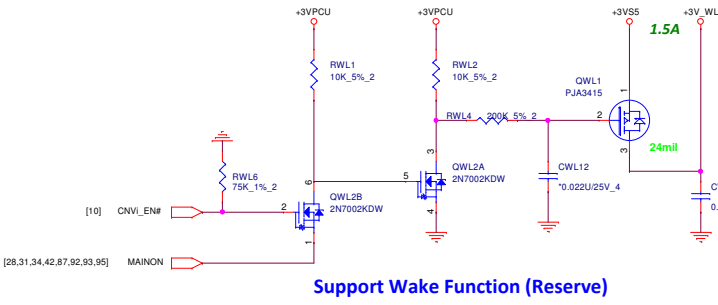 +3VPCU +3VPCU +3VS5 +3V_WL
1.5A
RWL1
10K_5%_2
RWL2
10K_5%_2
QWL1
PJA3415
1
RWL4 200K_5%_2
2
3
24mil
3
RWL6
75K_1%_2
6
5
QWL2A
2N7002KDW
CWL12
*0.022U/25V_4
C
0.
QWL2B
2N7002KDW
4
[10] CNVi_EN#
2
1
[28,31,34,42,87,92,93,95] MAINON
Support Wake Function (Reserve)